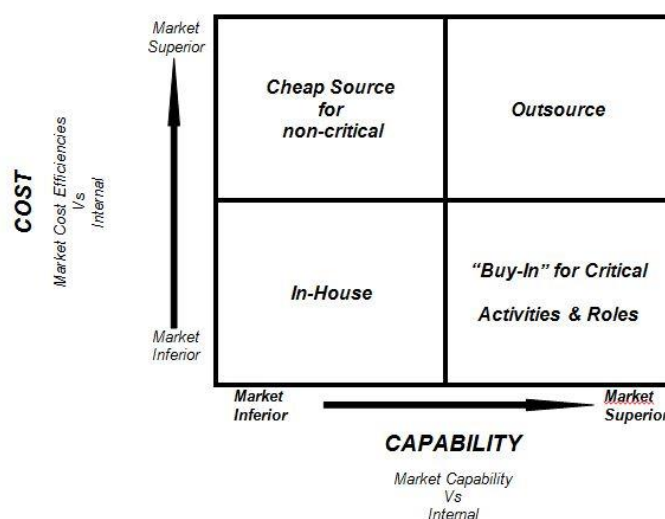 Market
Superior
Cheap Source
for
non-critical
Outsource
COST
Market Cost Efficiencies
Vs
Internal
In-House
“Buy-In” for Critical
Activities & Roles
Market
Inferior
Market
Inferior
Market
Superior
CAPABILITY
Market Capability
Vs
Internal